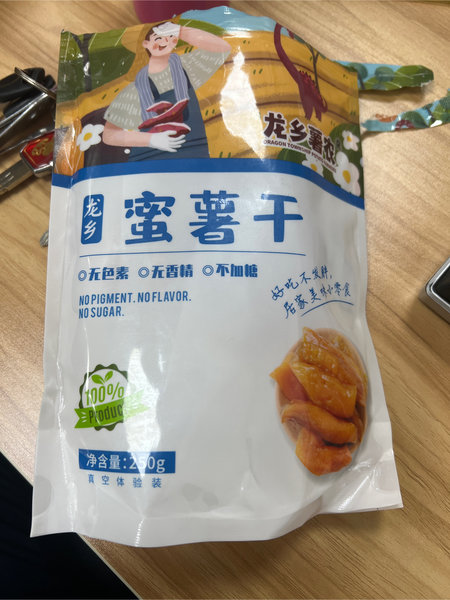 龙乡薯农
龙乡
蜜薯干
无色素 无香精 不加糖
NO PIGMENT. NO FLAVOR.
NO SUGAR.
好吃不发胖,
居家美味小零食
100%
Product
净含量:250g
真空体验装